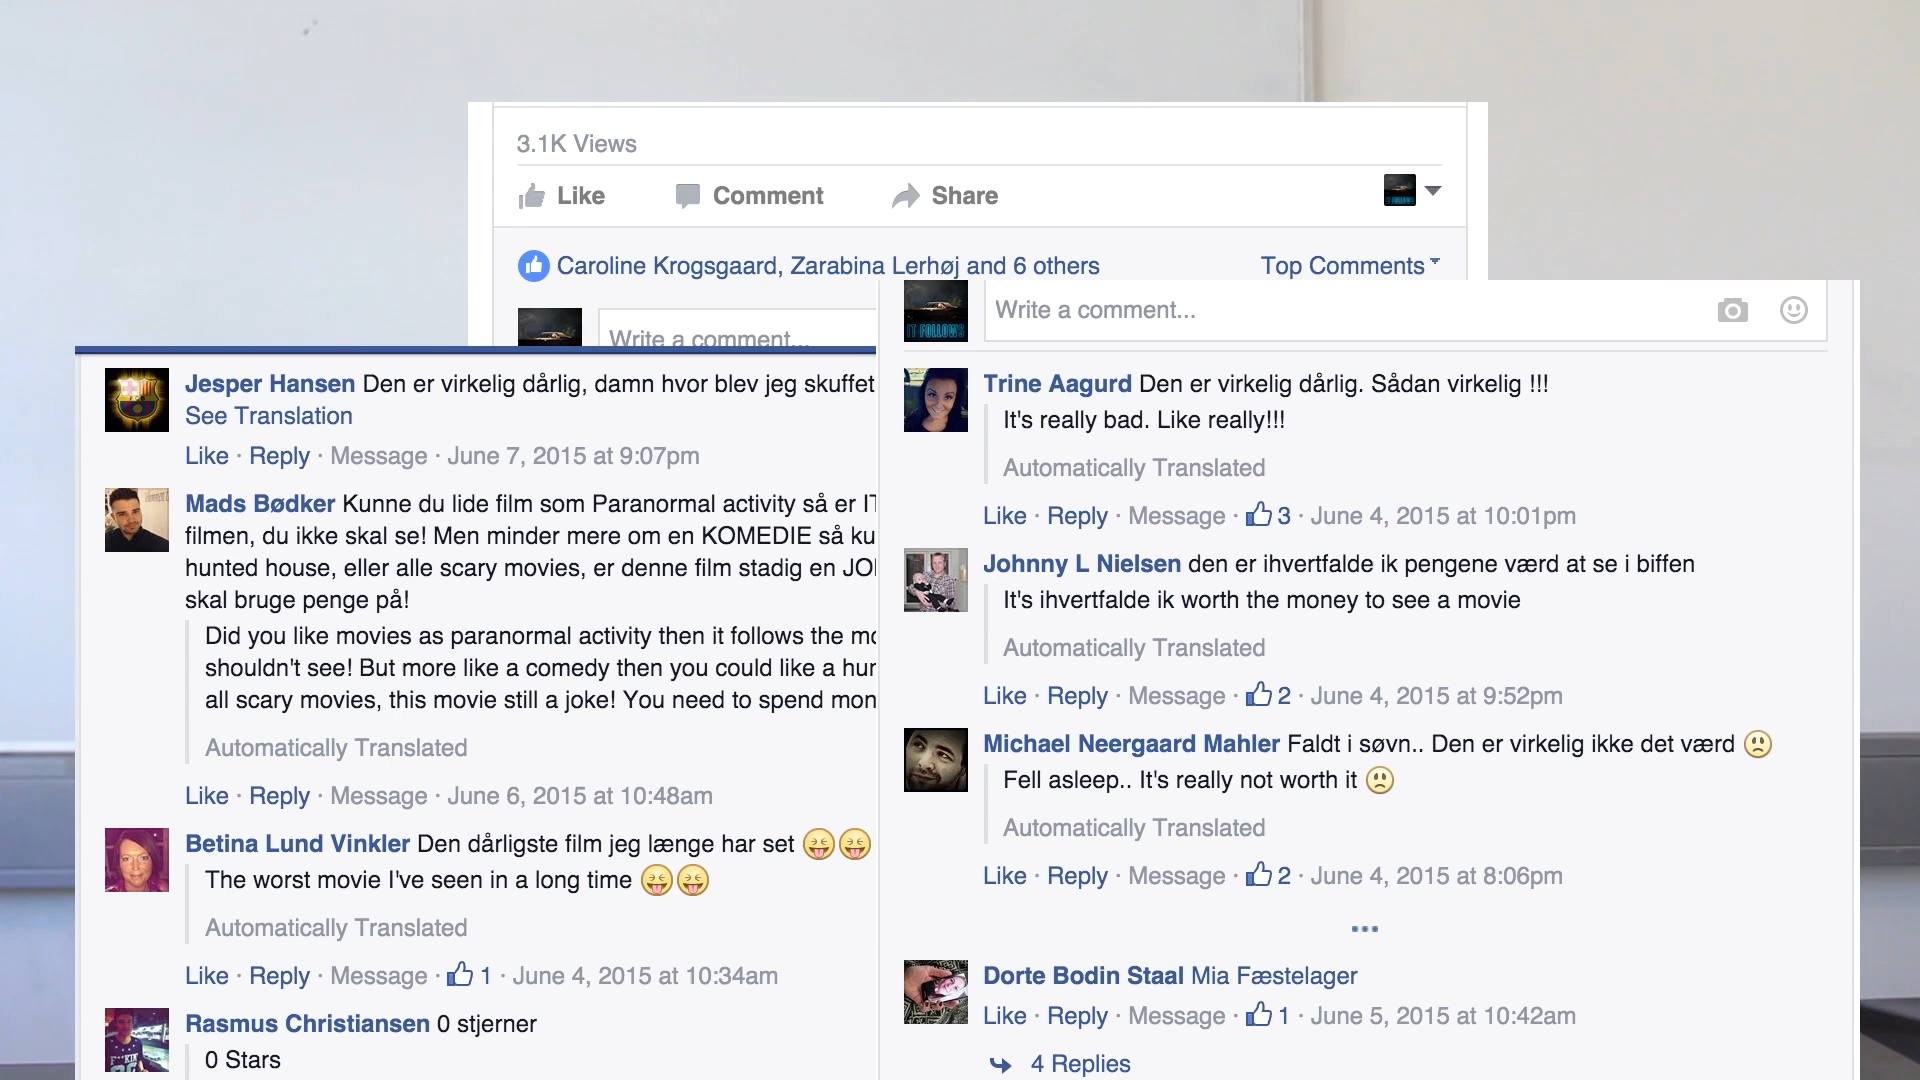 3.1K Views
Like Comment Share
Caroline Krogsgaard, Zarabina Lerhøj and 6 others Top Comments
Write a comment...
Jesper Hansen Den er virkelig dårlig, damn hvor blev jeg skuffet
See Translation
Like · Reply · Message · June 7, 2015 at 9:07pm
Mads Bødker Kunne du lide film som Paranormal activity så er IT
filmen, du ikke skal se! Men minder mere om en KOMEDIE så ku
hunted house, eller alle scary movies, er denne film stadig en JO
skal bruge penge på!
Did you like movies as paranormal activity then it follows the mo
shouldn't see! But more like a comedy then you could like a hun
all scary movies, this movie still a joke! You need to spend mon
Automatically Translated
Like · Reply · Message · June 6, 2015 at 10:48am
Betina Lund Vinkler Den dårligste film jeg længe har set
The worst movie I've seen in a long time
Automatically Translated
Like · Reply · Message · 1 · June 4, 2015 at 10:34am
Rasmus Christiansen 0 stjerner
0 Stars
IT FOLLOWS
Write a comment...
Trine Aagurd Den er virkelig dårlig. Sådan virkelig !!!
It's really bad. Like really!!!
Automatically Translated
Like · Reply · Message · 3 · June 4, 2015 at 10:01pm
Johnny L Nielsen den er ihvertfalde ik pengene værd at se i biffen
It's ihvertfalde ik worth the money to see a movie
Automatically Translated
Like · Reply · Message · 2 · June 4, 2015 at 9:52pm
Michael Neergaard Mahler Faldt i søvn.. Den er virkelig ikke det værd
Fell asleep.. It's really not worth it
Automatically Translated
Like · Reply · Message · 2 · June 4, 2015 at 8:06pm
Dorte Bodin Staal Mia Fæstelager
Like · Reply · Message · 1 · June 5, 2015 at 10:42am
4 Replies